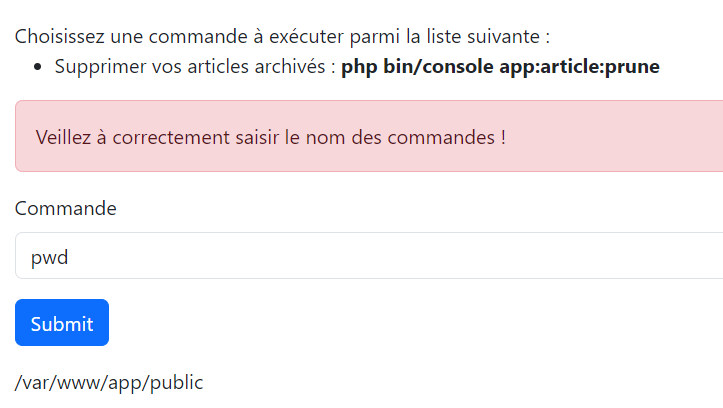 Choisissez une commande à exécuter parmi la liste suivante :
• Supprimer vos articles archivés : php bin/console app:article:prune
Veillez à correctement saisir le nom des commandes !
Commande
pwd
Submit
/var/www/app/public